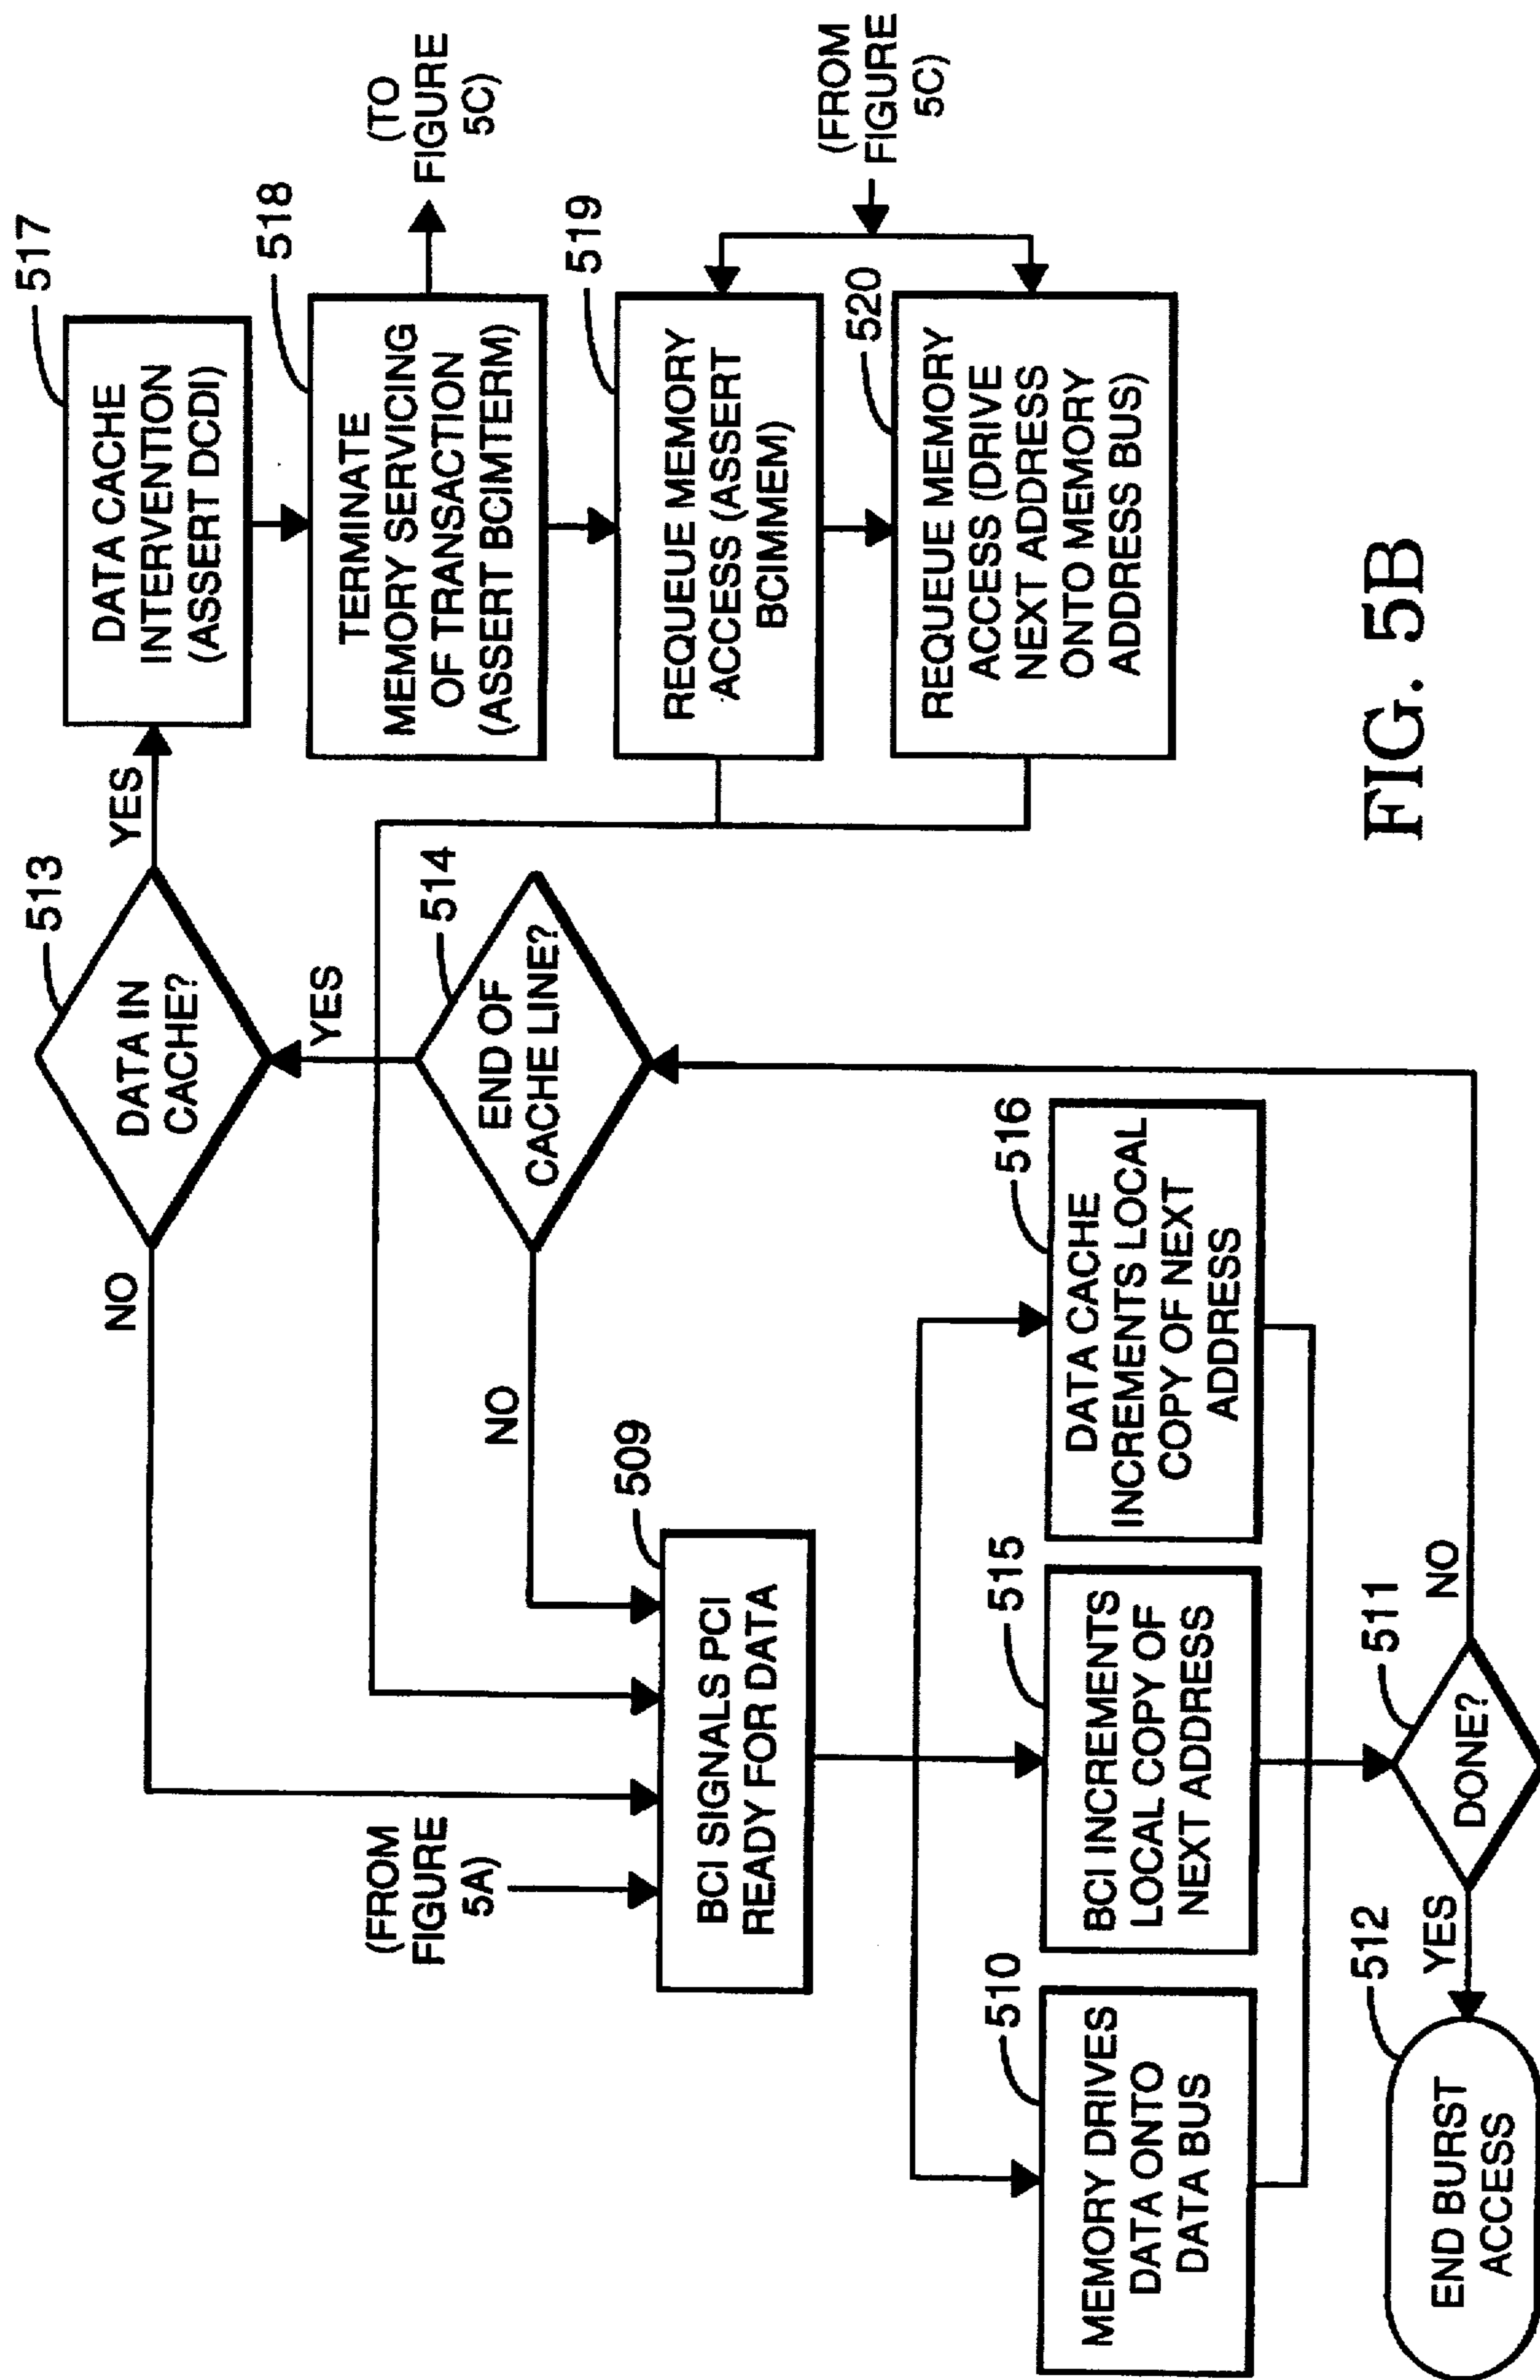 517
DATA CACHE
INTERVENTION
(ASSERT DCDI)
518
TERMINATE
MEMORY SERVICING
OF TRANSACTION
(ASSERT BCIMTERM)
(TO
FIGURE
5C)
519
REQUEUE MEMORY
ACCESS (ASSERT
BCIMMEM)
(FROM
FIGURE
5C)
520
REQUEUE MEMORY
ACCESS (DRIVE
NEXT ADDRESS
ONTO MEMORY
ADDRESS BUS)
513
DATA IN
CACHE?
YES
NO
514
END OF
CACHE LINE?
YES
NO
(FROM
FIGURE
5A)
509
BCI SIGNALS PCI
READY FOR DATA
510
MEMORY DRIVES
DATA ONTO
DATA BUS
515
BCI INCREMENTS
LOCAL COPY OF
NEXT ADDRESS
516
DATA CACHE
INCREMENTS LOCAL
COPY OF NEXT
ADDRESS
511
DONE?
NO
YES
512
END BURST
ACCESS
FIG. 5B